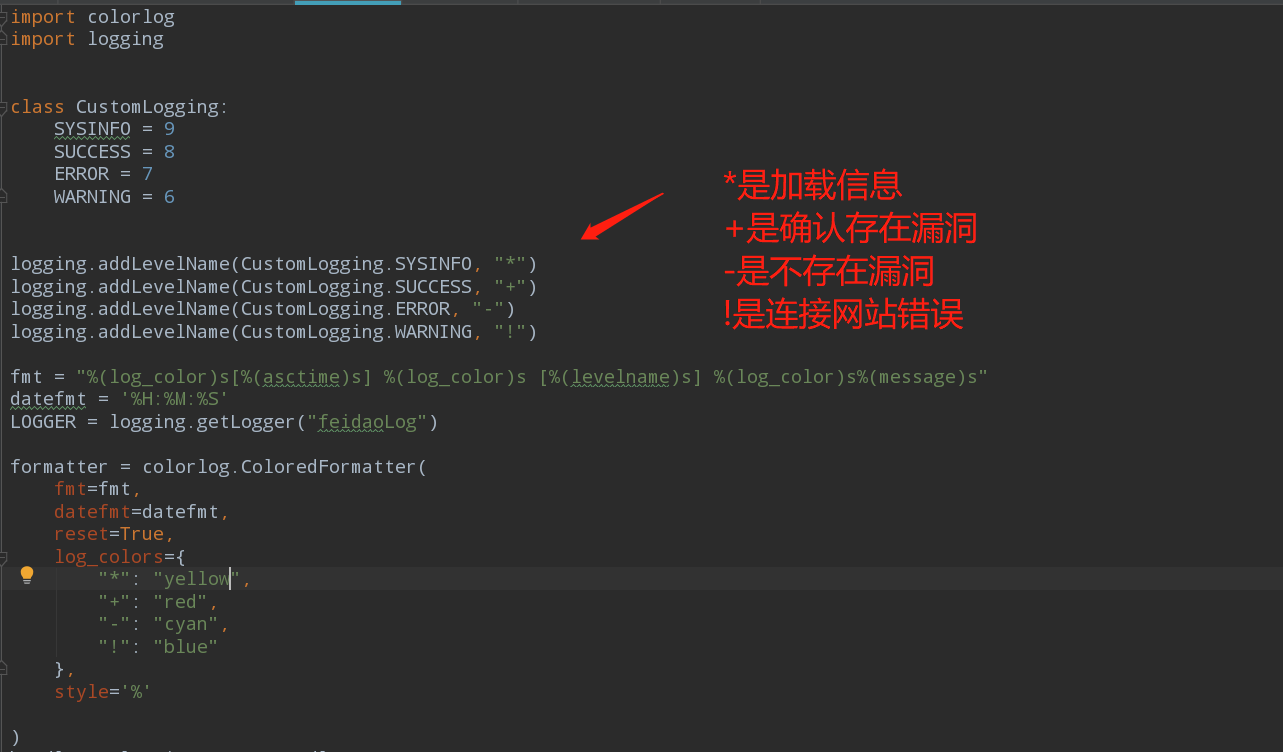 import colorlog
import logging
class CustomLogging:
    SYSINFO = 9
    SUCCESS = 8
    ERROR = 7
    WARNING = 6
*是加载信息
+是确认存在漏洞
-是不存在漏洞
!是连接网站错误
logging.addLevelName(CustomLogging.SYSINFO, "*")
logging.addLevelName(CustomLogging.SUCCESS, "+")
logging.addLevelName(CustomLogging.ERROR, "-")
logging.addLevelName(CustomLogging.WARNING, "!")
fmt = "%(log_color)s[%(asctime)s] %(log_color)s [%(levelname)s] %(log_color)s%(message)s"
datefmt = '%H:%M:%S'
LOGGER = logging.getLogger("feidaoLog")
formatter = colorlog.ColoredFormatter(
    fmt=fmt,
    datefmt=datefmt,
    reset=True,
    log_colors={
        "*": "yellow",
        "+": "red",
        "-": "cyan",
        "!": "blue"
    },
    style='%'
)